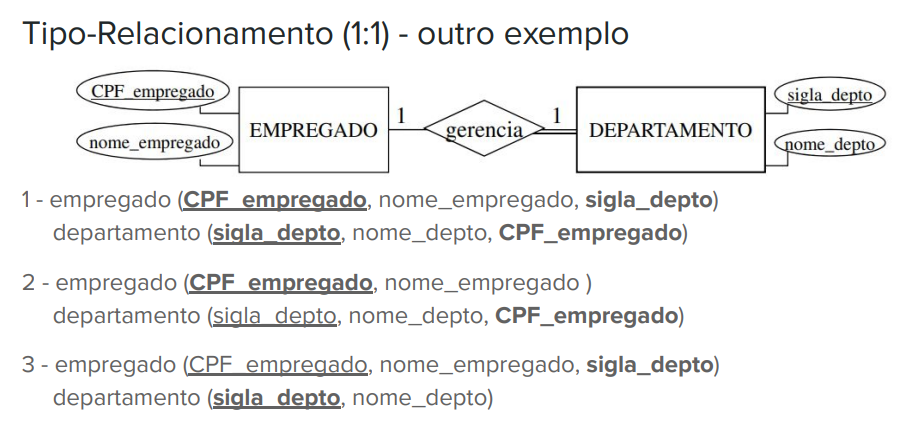 Tipo-Relacionamento (1:1) - outro exemplo
CPF_empregado
nome_empregado
EMPREGADO
1
gerencia
1
DEPARTAMENTO
sigla_depto
nome_depto
1 - empregado (CPF_empregado, nome_empregado, sigla_depto)
departamento (sigla_depto, nome_depto, CPF_empregado)
2 - empregado (CPF_empregado, nome_empregado )
departamento (sigla_depto, nome_depto, CPF_empregado)
3 - empregado (CPF_empregado, nome_empregado, sigla_depto)
departamento (sigla_depto, nome_depto)